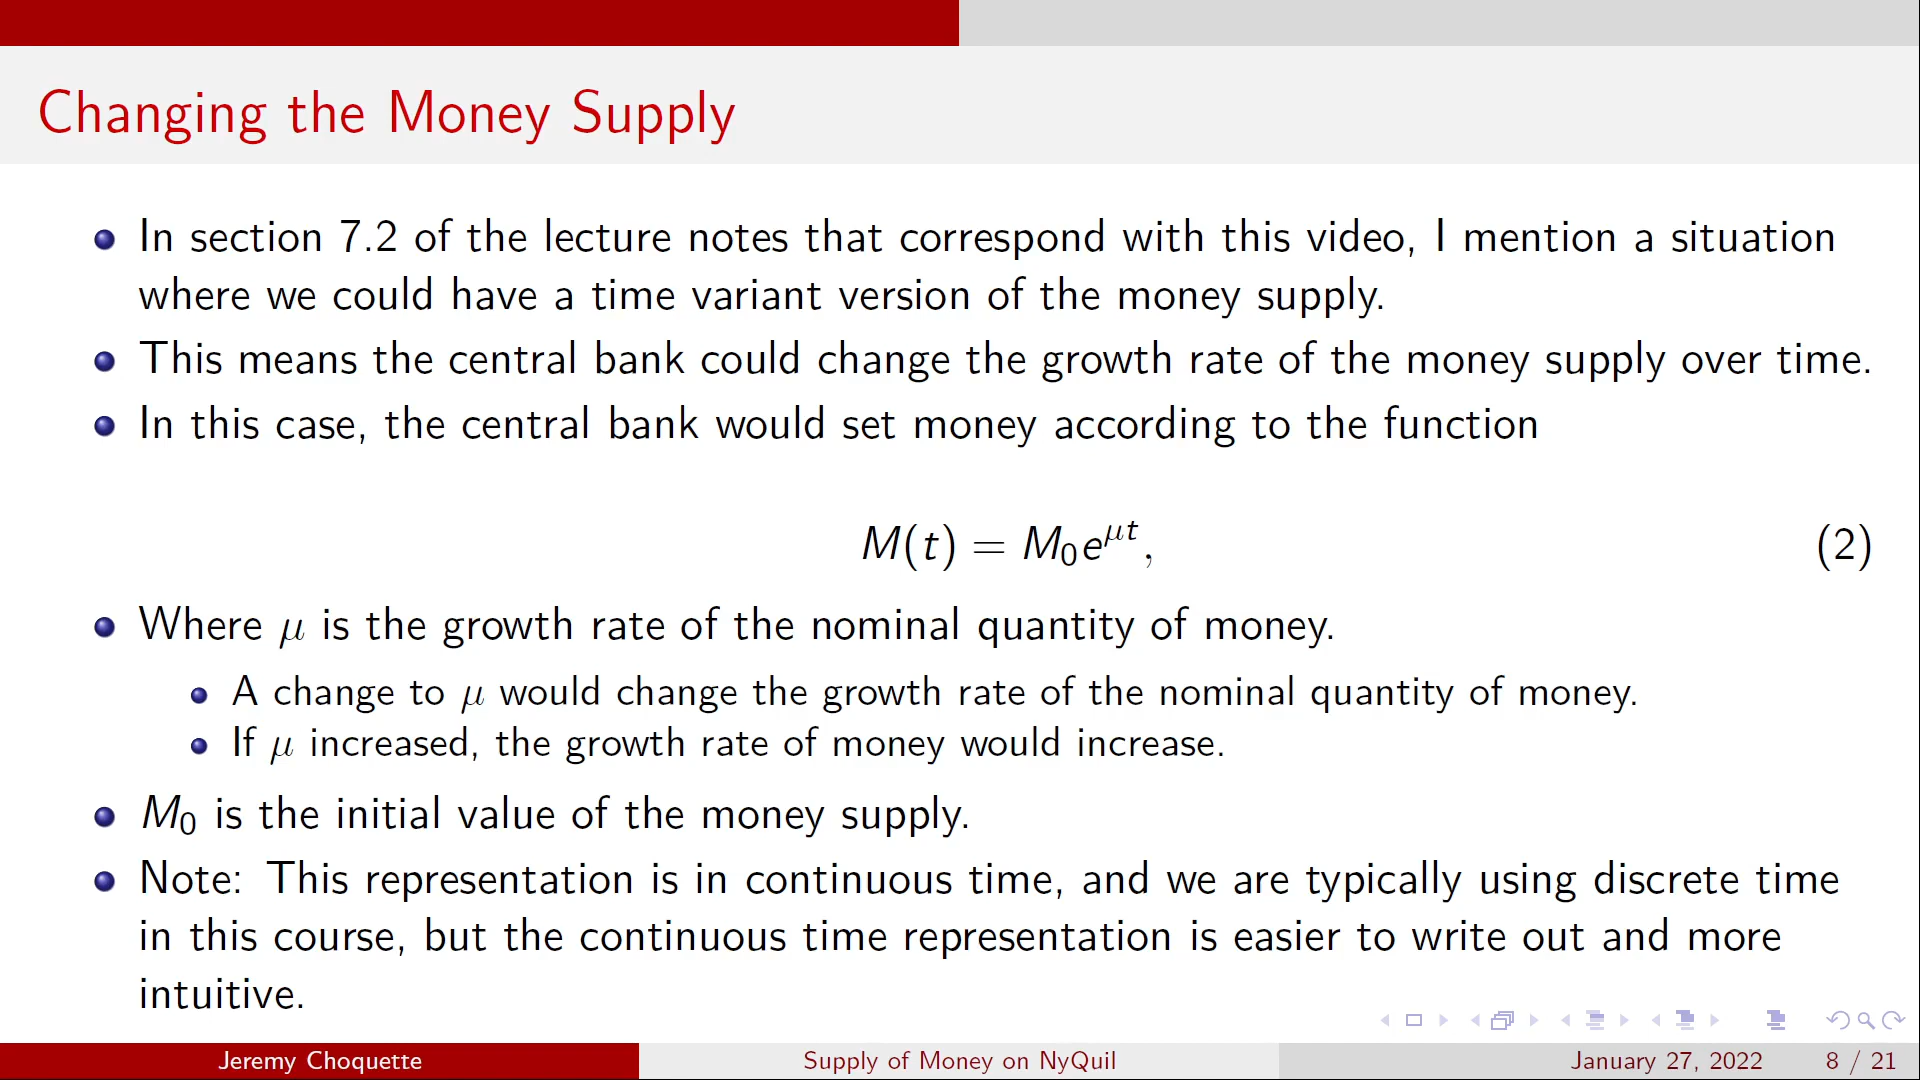 Changing the Money Supply
In section 7.2 of the lecture notes that correspond with this video, I mention a situation
where we could have a time variant version of the money supply.
This means the central bank could change the growth rate of the money supply over time.
In this case, the central bank would set money according to the function
M(t) = M₀e^{μt}, (2)
Where μ is the growth rate of the nominal quantity of money.
A change to μ would change the growth rate of the nominal quantity of money.
If μ increased, the growth rate of money would increase.
M₀ is the initial value of the money supply.
Note: This representation is in continuous time, and we are typically using discrete time
in this course, but the continuous time representation is easier to write out and more
intuitive.
Jeremy Choquette Supply of Money on NyQuil January 27, 2022 8 / 21